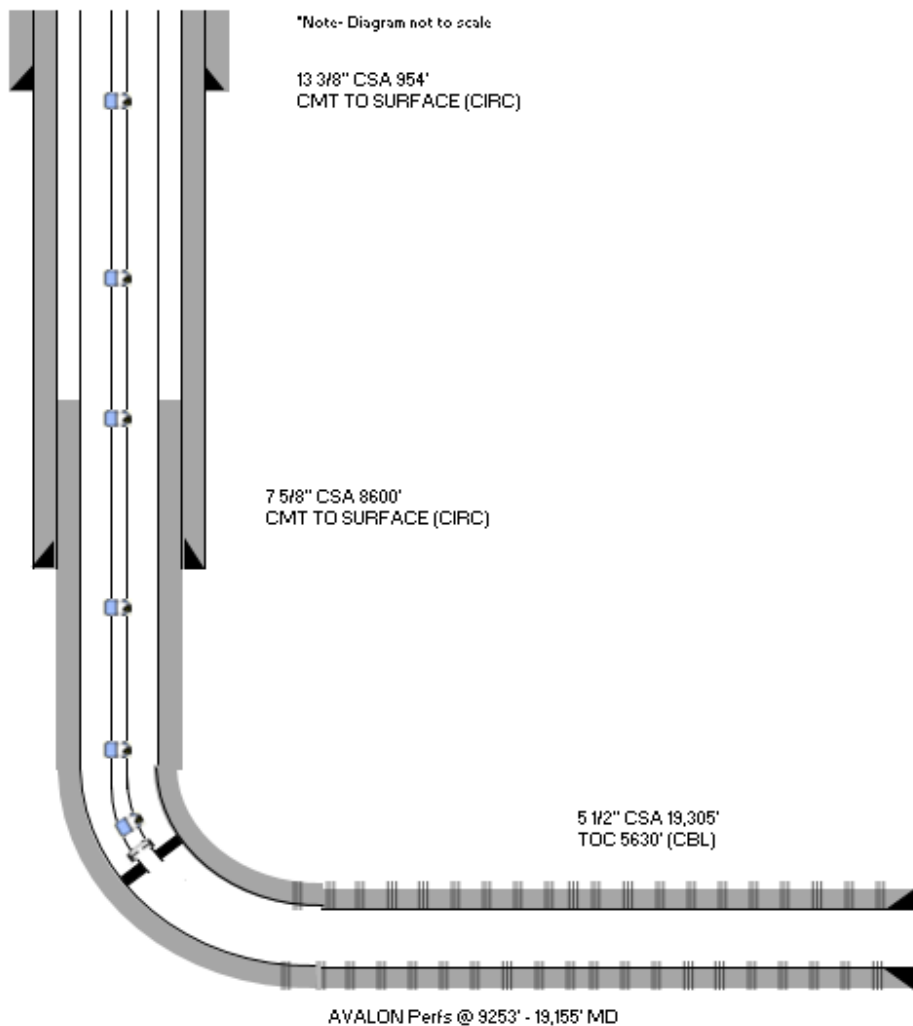 "Note- Diagram not to scale
13 3/8" CSA 954'
CMT TO SURFACE (CIRC)
7 5/8" CSA 8600'
CMT TO SURFACE (CIRC)
5 1/2" CSA 19,305'
TOC 5630' (CBL)
AVALON Perfs @ 9253' - 19,155' MD